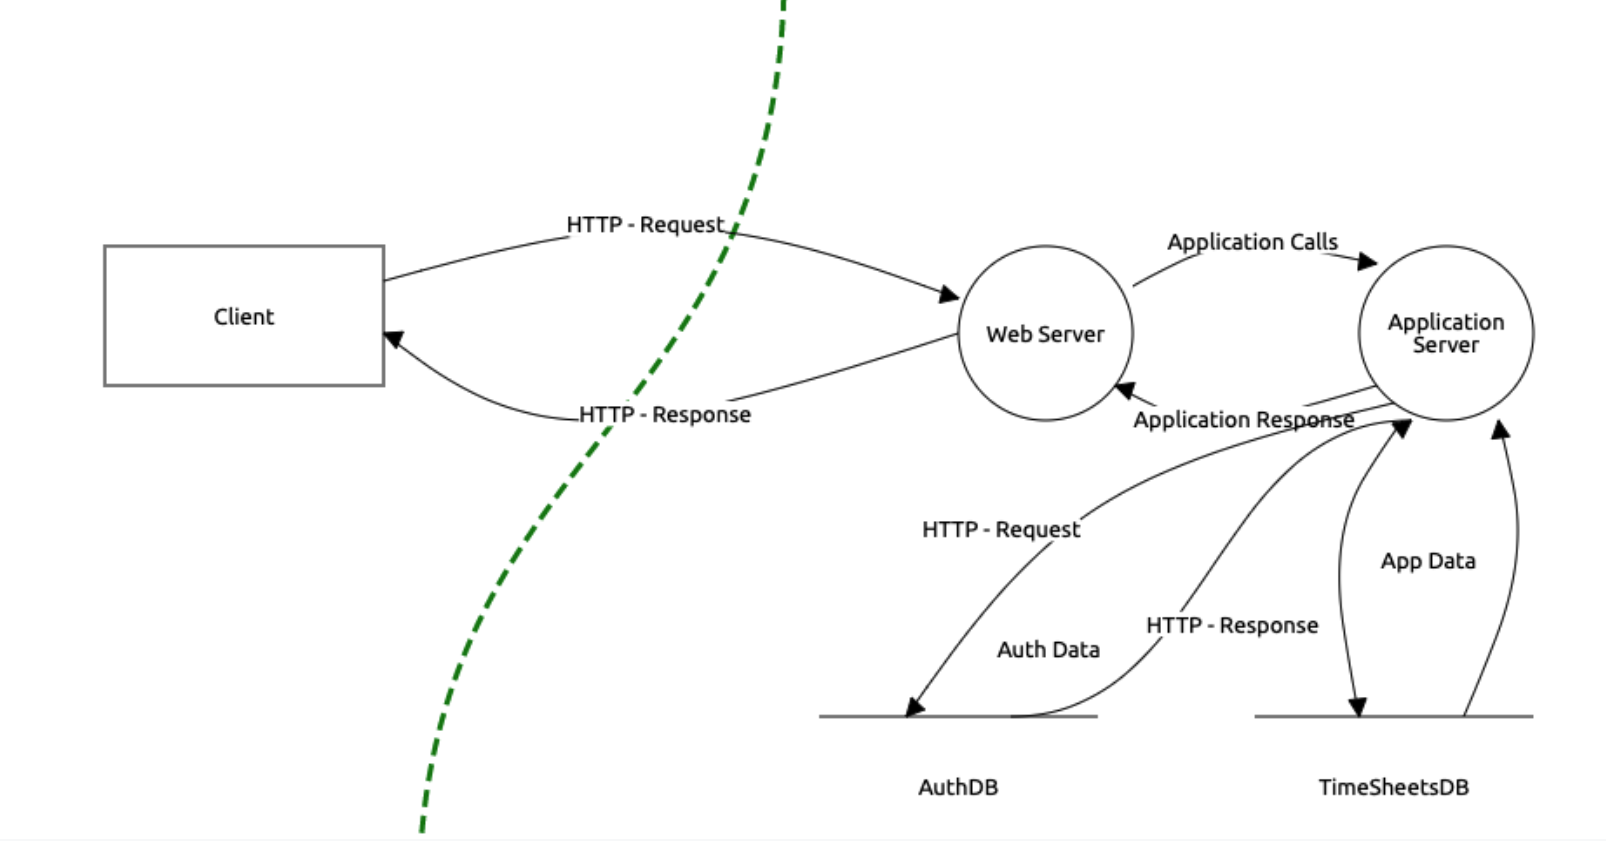 HTTP - Request
Application Calls
Client
Web Server
Application
Server
HTTP - Response
Application Response
HTTP - Request
App Data
HTTP - Response
Auth Data
AuthDB
TimeSheetsDB